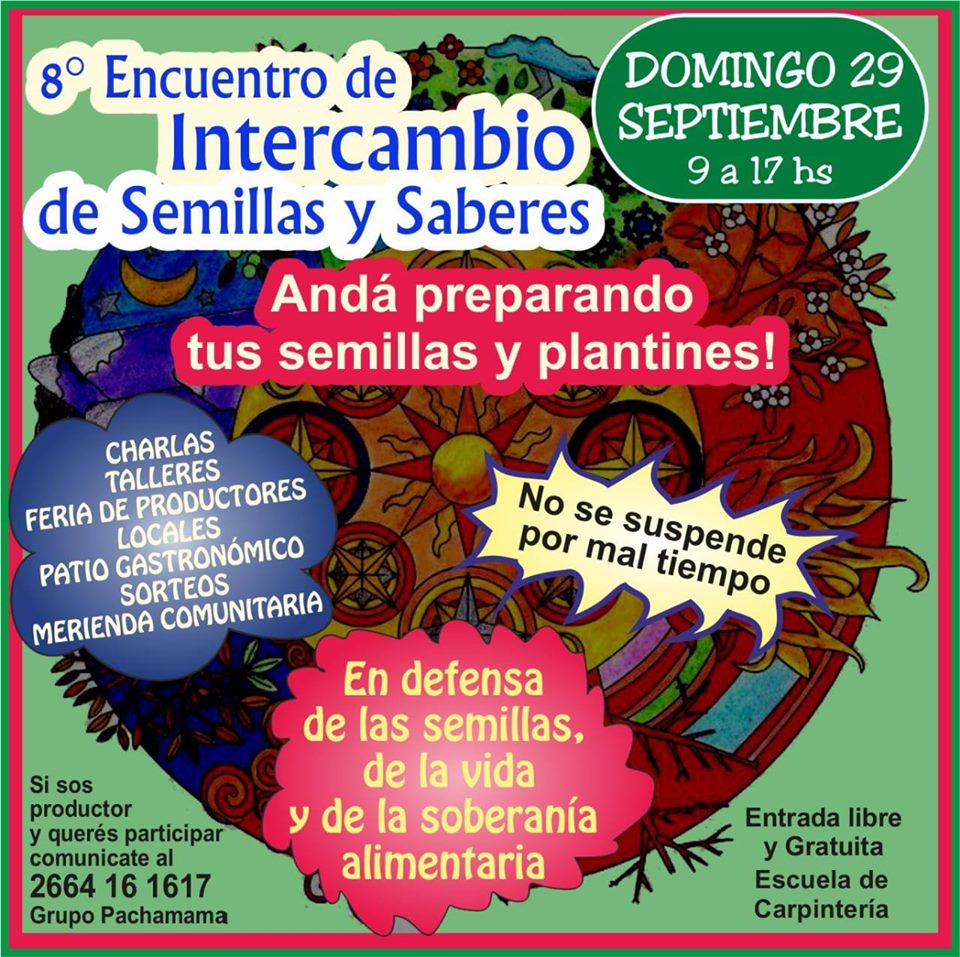 8° Encuentro de
Intercambio
de Semillas y Saberes
DOMINGO 29
SEPTIEMBRE
9 a 17 hs
Andá preparando
tus semillas y plantines!
CHARLAS
TALLERES
FERIA DE PRODUCTORES
LOCALES
PATIO GASTRONÓMICO
SORTEOS
MERIENDA COMUNITARIA
No se suspende
por mal tiempo
En defensa
de las semillas,
de la vida
y de la soberanía
alimentaria
Si sos
productor
y querés participar
comunicate al
2664 16 1617
Grupo Pachamama
Entrada libre
y Gratuita
Escuela de
Carpintería